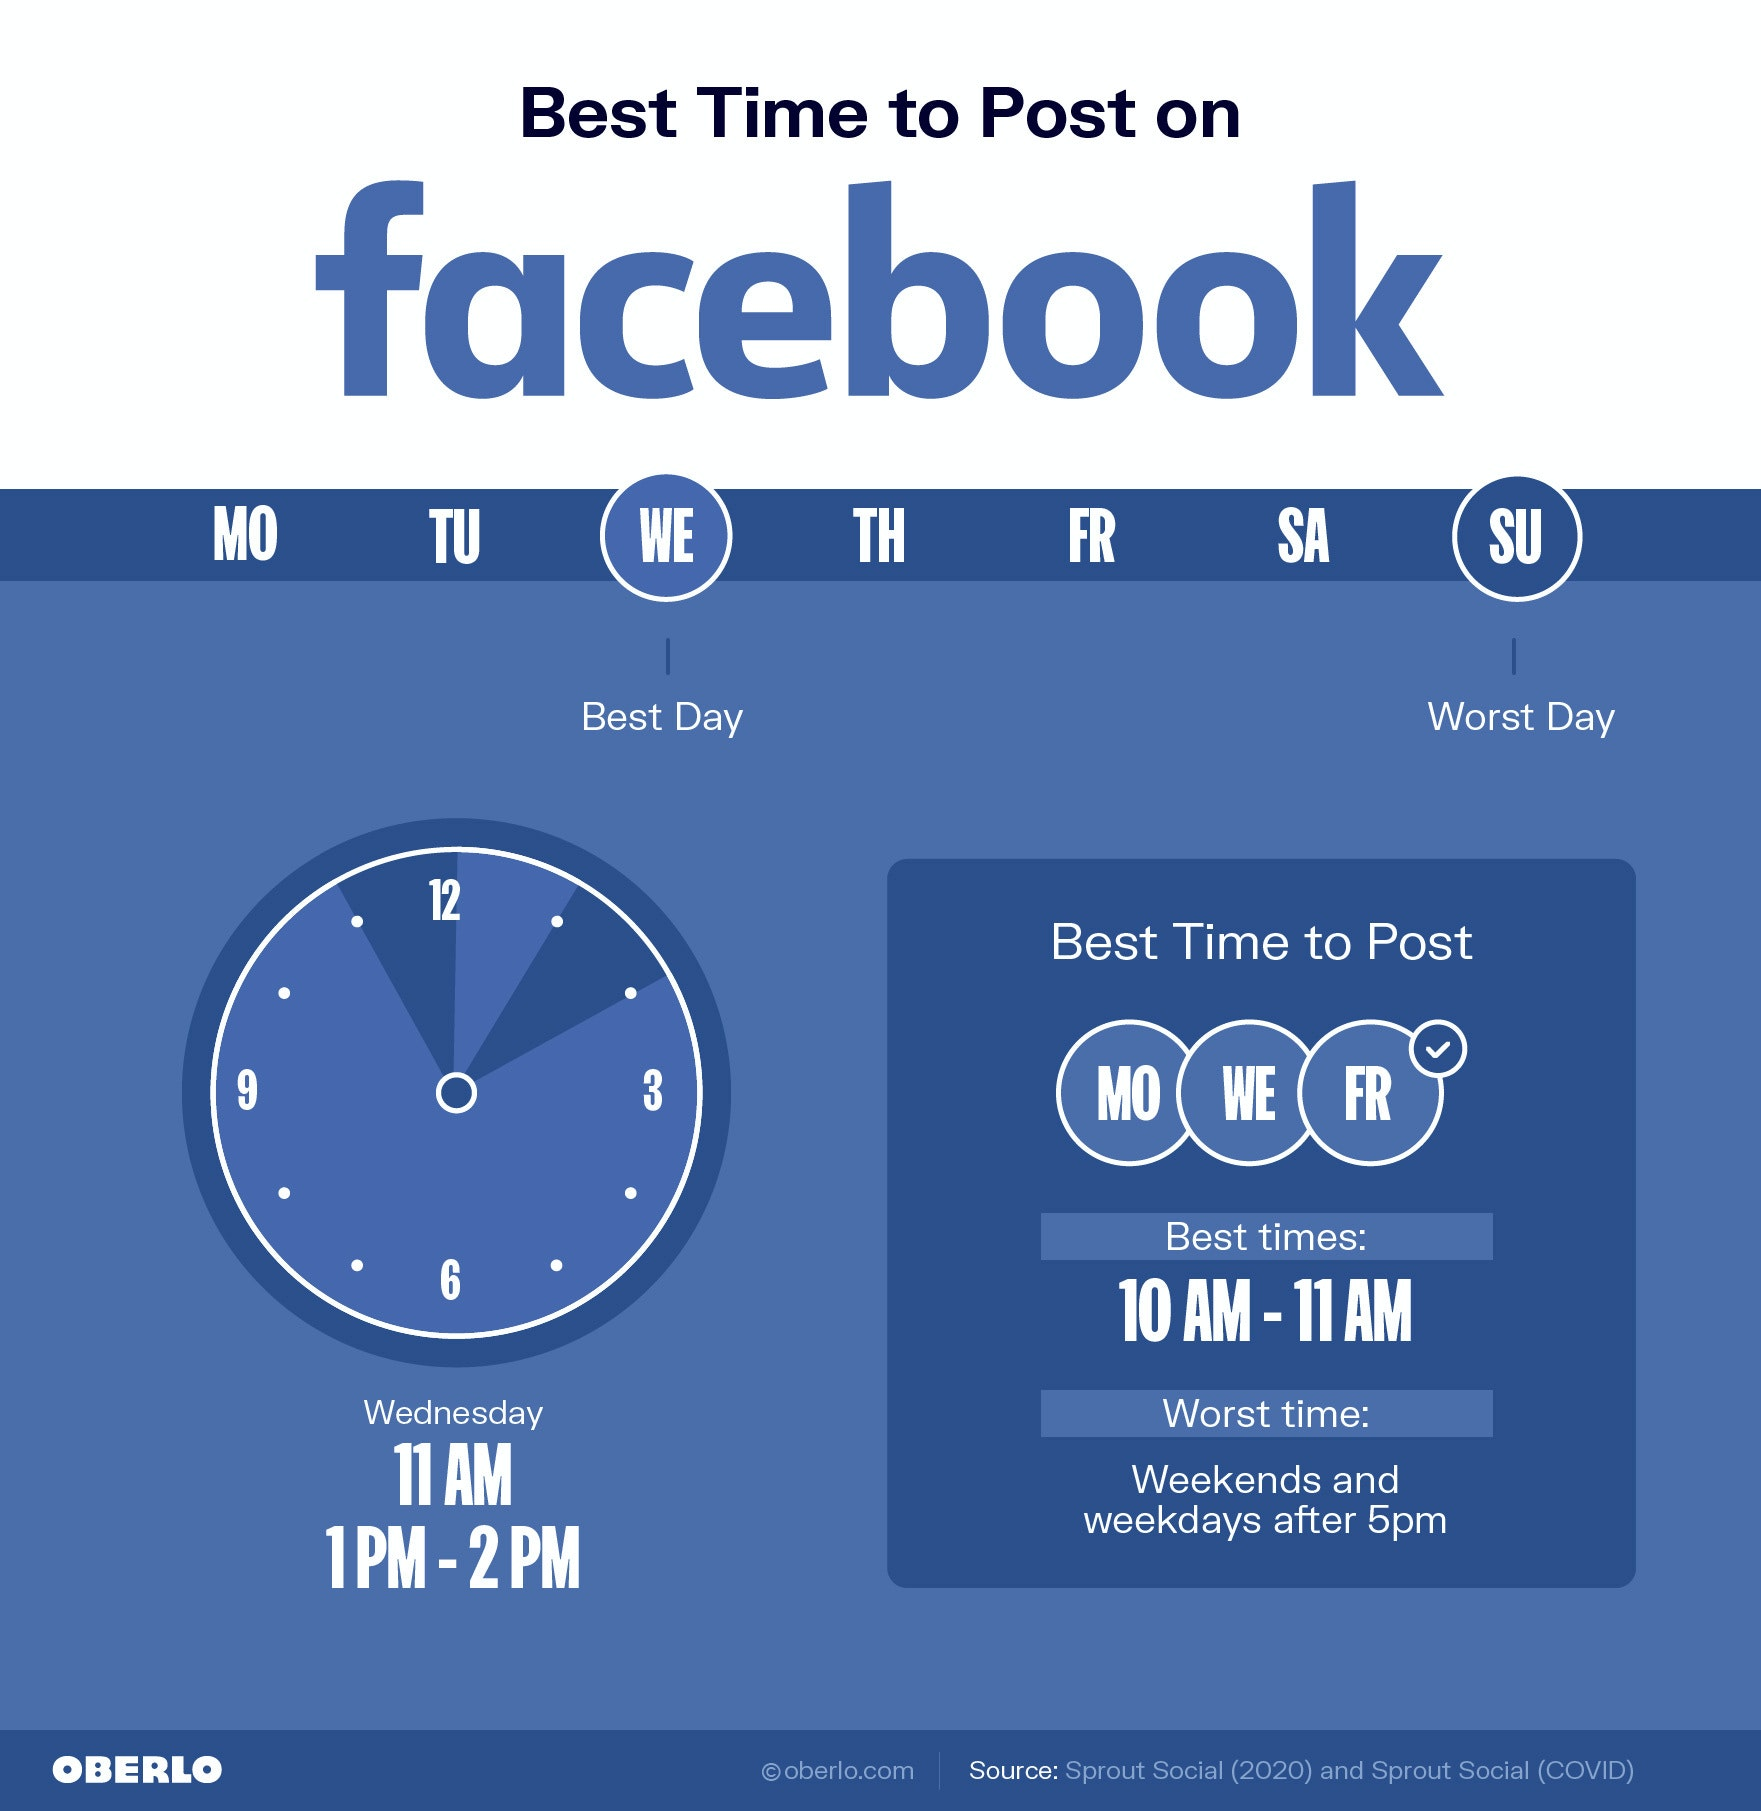 Best Time to Post on
facebook
MO TU WE TH FR SA SU
Best Day Worst Day
12
9 3
6
Wednesday
11 AM
1 PM - 2 PM
Best Time to Post
MO WE FR
Best times:
10 AM - 11 AM
Worst time:
Weekends and
weekdays after 5pm
OBERLO ©oberlo.com Source: Sprout Social (2020) and Sprout Social (COVID)